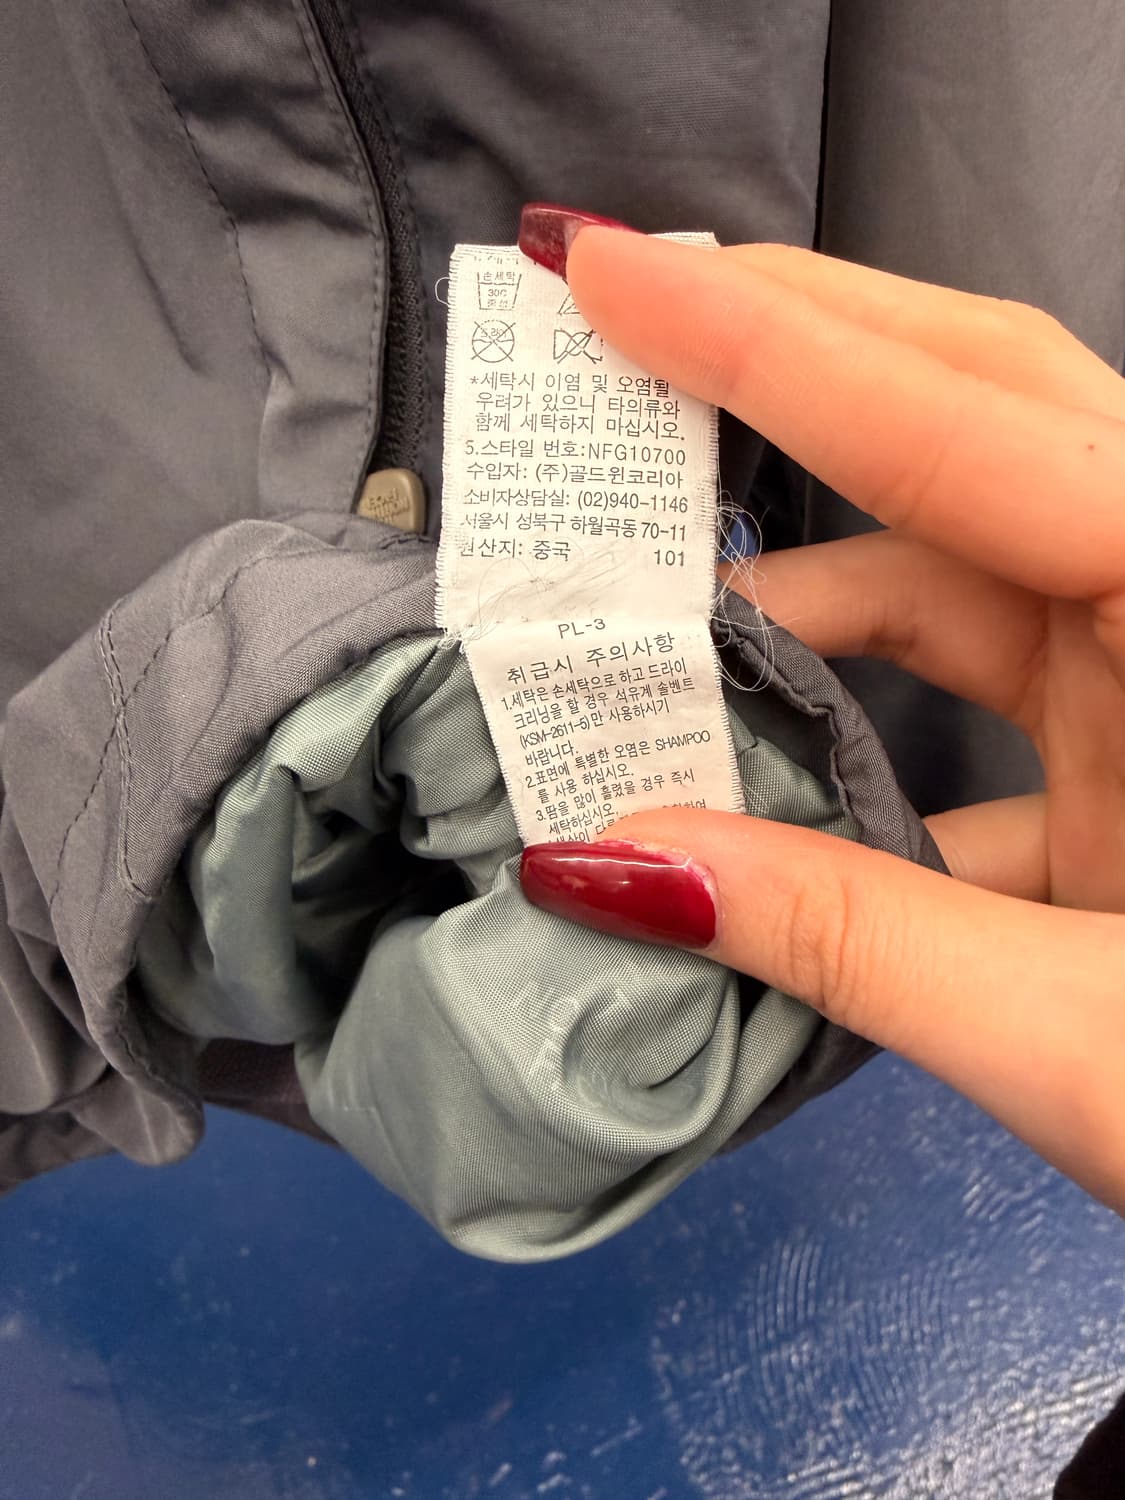 손세탁
30C
중성
드라이
*세탁시 이염 및 오염될
우려가 있으니 타의류와
함께 세탁하지 마십시오.
5.스타일 번호:NFG10700
수입자: (주)골드윈코리아
소비자상담실: (02)940-1146
서울시 성북구 하월곡동 70-11
원산지: 중국 101
PL-3
취급시 주의사항
1.세탁은 손세탁으로 하고 드라이
크리닝을 할 경우 석유계 솔벤트
(KSM-2611-5)만 사용하시기
바랍니다.
2.표면에 특별한 오염은 SHAMPOO
를 사용 하십시오.
3.땀을 많이 흘렸을 경우 즉시
세탁하십시오.